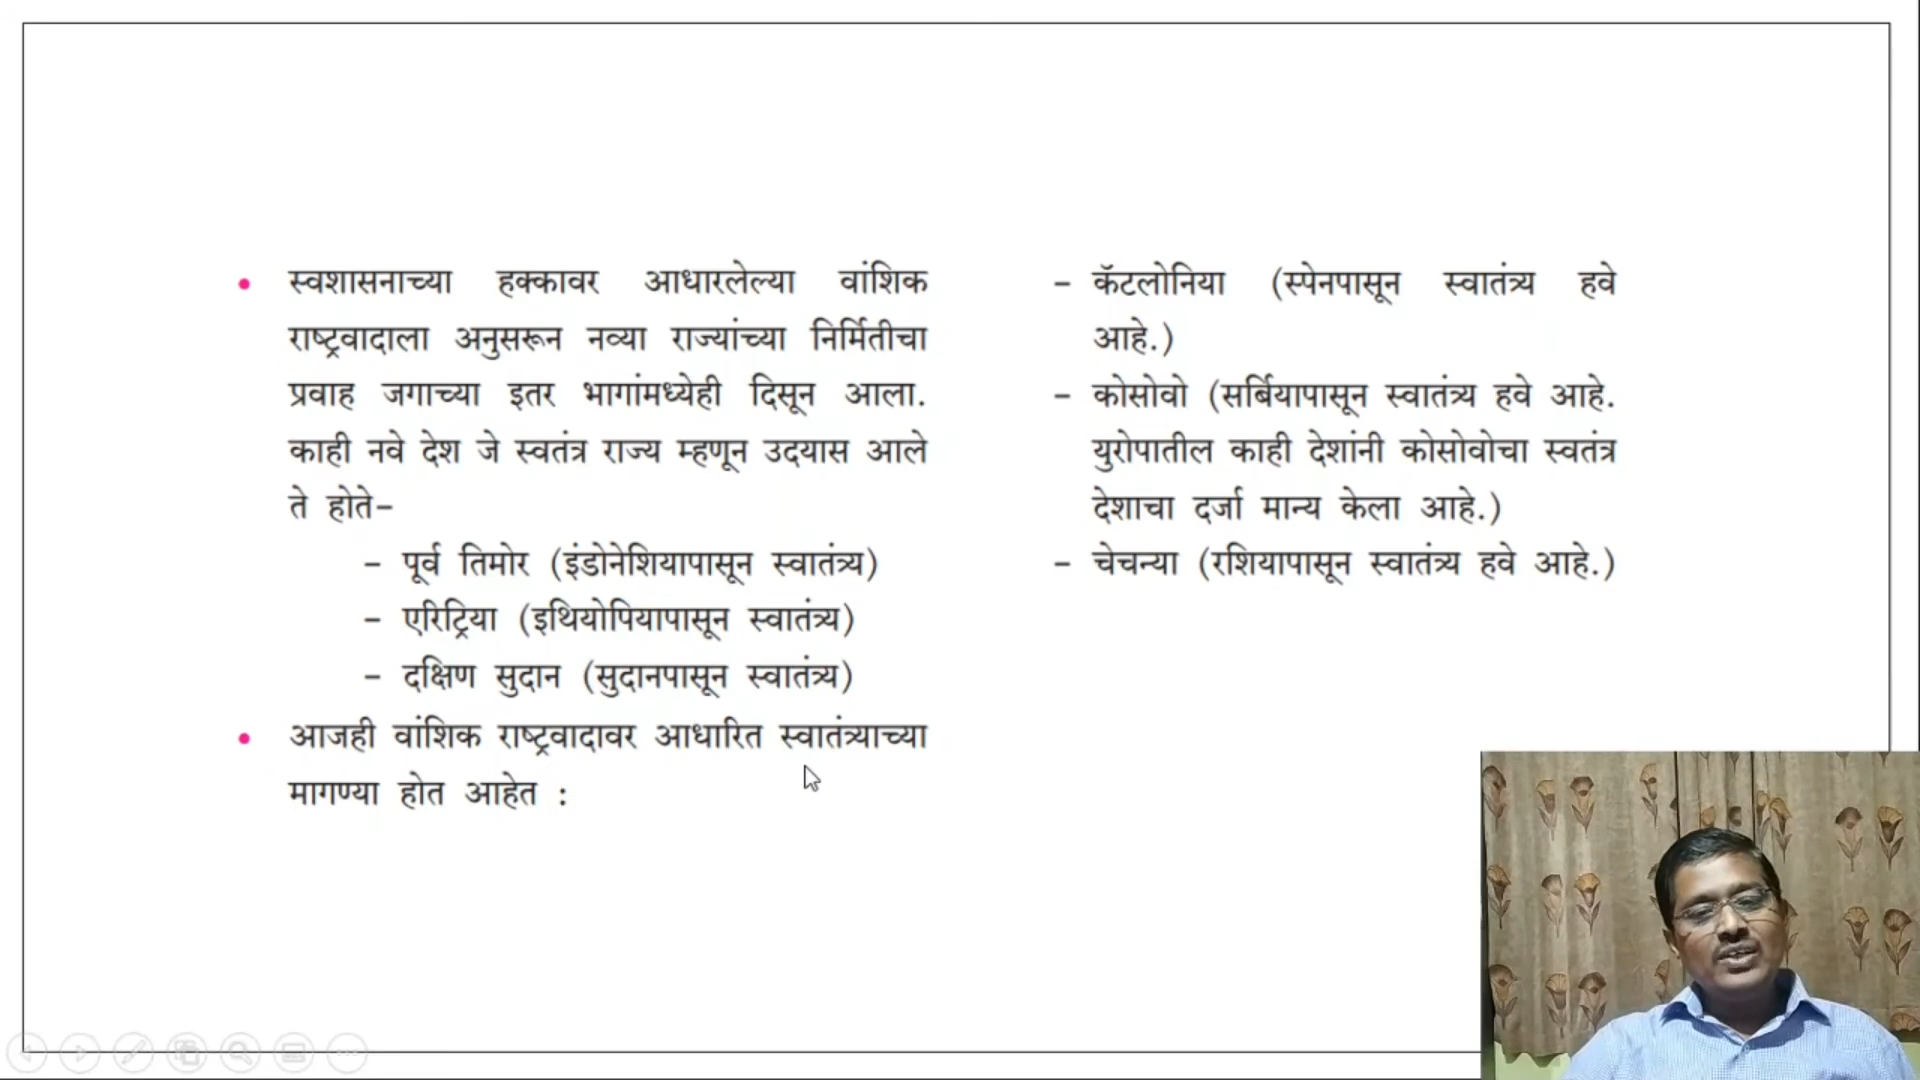 • स्वशासनाच्या हक्कावर आधारलेल्या वांशिक
राष्ट्रवादाला अनुसरून नव्या राज्यांच्या निर्मितीचा
प्रवाह जगाच्या इतर भागांमध्येही दिसून आला.
काही नवे देश जे स्वतंत्र राज्य म्हणून उदयास आले
ते होते–
– पूर्व तिमोर (इंडोनेशियापासून स्वातंत्र्य)
– एरिट्रिया (इथियोपियापासून स्वातंत्र्य)
– दक्षिण सुदान (सुदानपासून स्वातंत्र्य)
• आजही वांशिक राष्ट्रवादावर आधारित स्वातंत्र्याच्या
मागण्या होत आहेत :
– कॅटलोनिया (स्पेनपासून स्वातंत्र्य हवे
आहे.)
– कोसोवो (सर्बियापासून स्वातंत्र्य हवे आहे.
युरोपातील काही देशांनी कोसोवोचा स्वतंत्र
देशाचा दर्जा मान्य केला आहे.)
– चेचन्या (रशियापासून स्वातंत्र्य हवे आहे.)